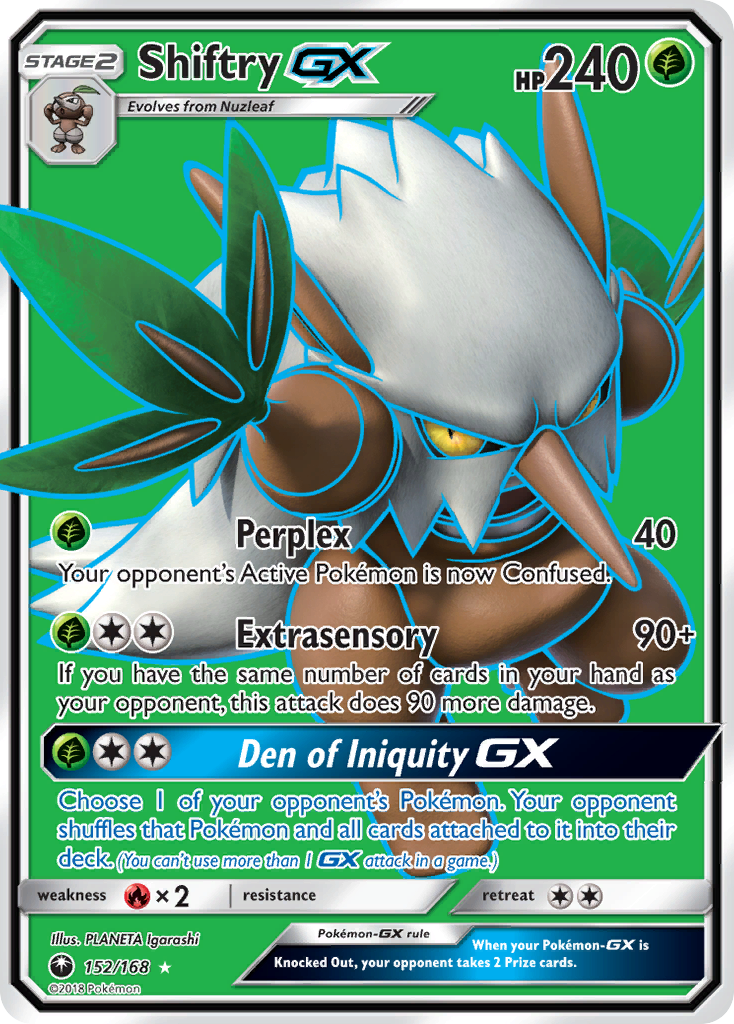 STAGE 2 Shiftry GX HP 240
Evolves from Nuzleaf
Perplex 40
Your opponent's Active Pokémon is now Confused.
Extrasensory 90+
If you have the same number of cards in your hand as
your opponent, this attack does 90 more damage.
Den of Iniquity GX
Choose 1 of your opponent's Pokémon. Your opponent
shuffles that Pokémon and all cards attached to it into their
deck. (You can't use more than 1 GX attack in a game.)
weakness ×2 resistance retreat
Illus. PLANETA Igarashi
152/168
©2018 Pokémon
Pokémon-GX rule
When your Pokémon-GX is
Knocked Out, your opponent takes 2 Prize cards.